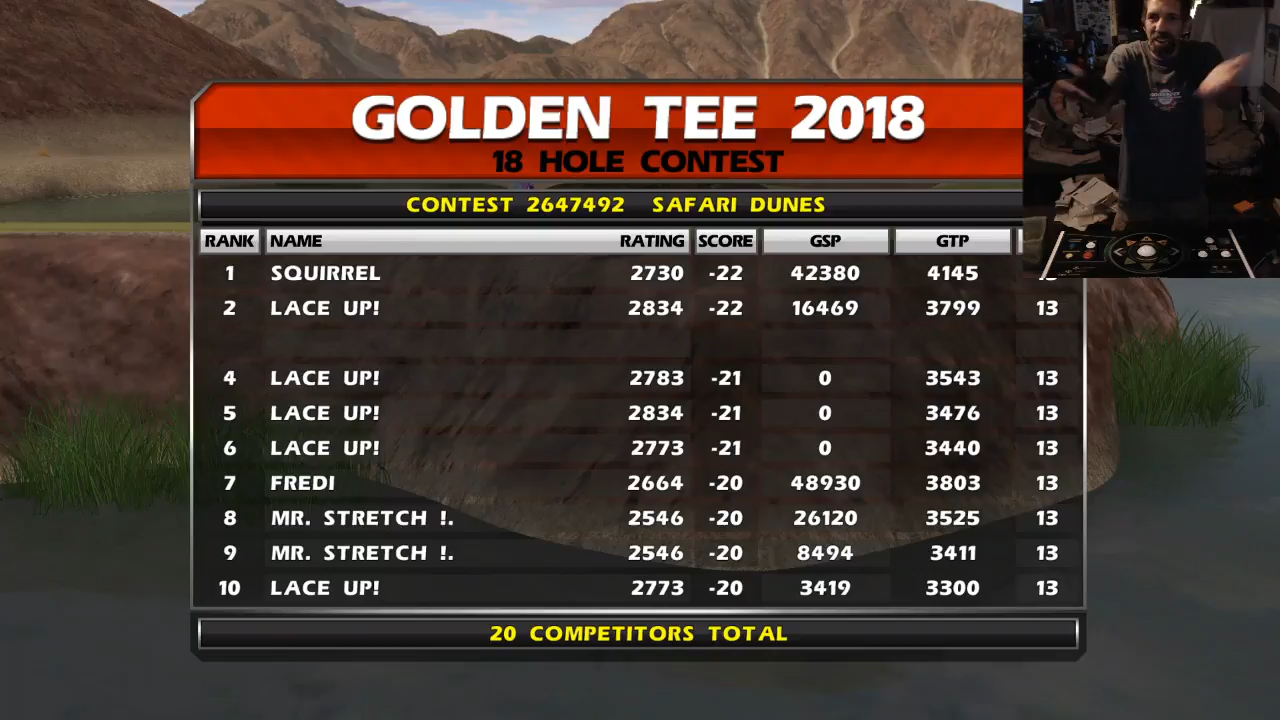 GOLDEN TEE 2018
18 HOLE CONTEST
CONTEST 2647492 SAFARI DUNES
RANK NAME RATING SCORE GSP GTP
1 SQUIRREL 2730 -22 42380 4145
2 LACE UP! 2834 -22 16469 3799 13
4 LACE UP! 2783 -21 0 3543 13
5 LACE UP! 2834 -21 0 3476 13
6 LACE UP! 2773 -21 0 3440 13
7 FREDI 2664 -20 48930 3803 13
8 MR. STRETCH !. 2546 -20 26120 3525 13
9 MR. STRETCH !. 2546 -20 8494 3411 13
10 LACE UP! 2773 -20 3419 3300 13
20 COMPETITORS TOTAL